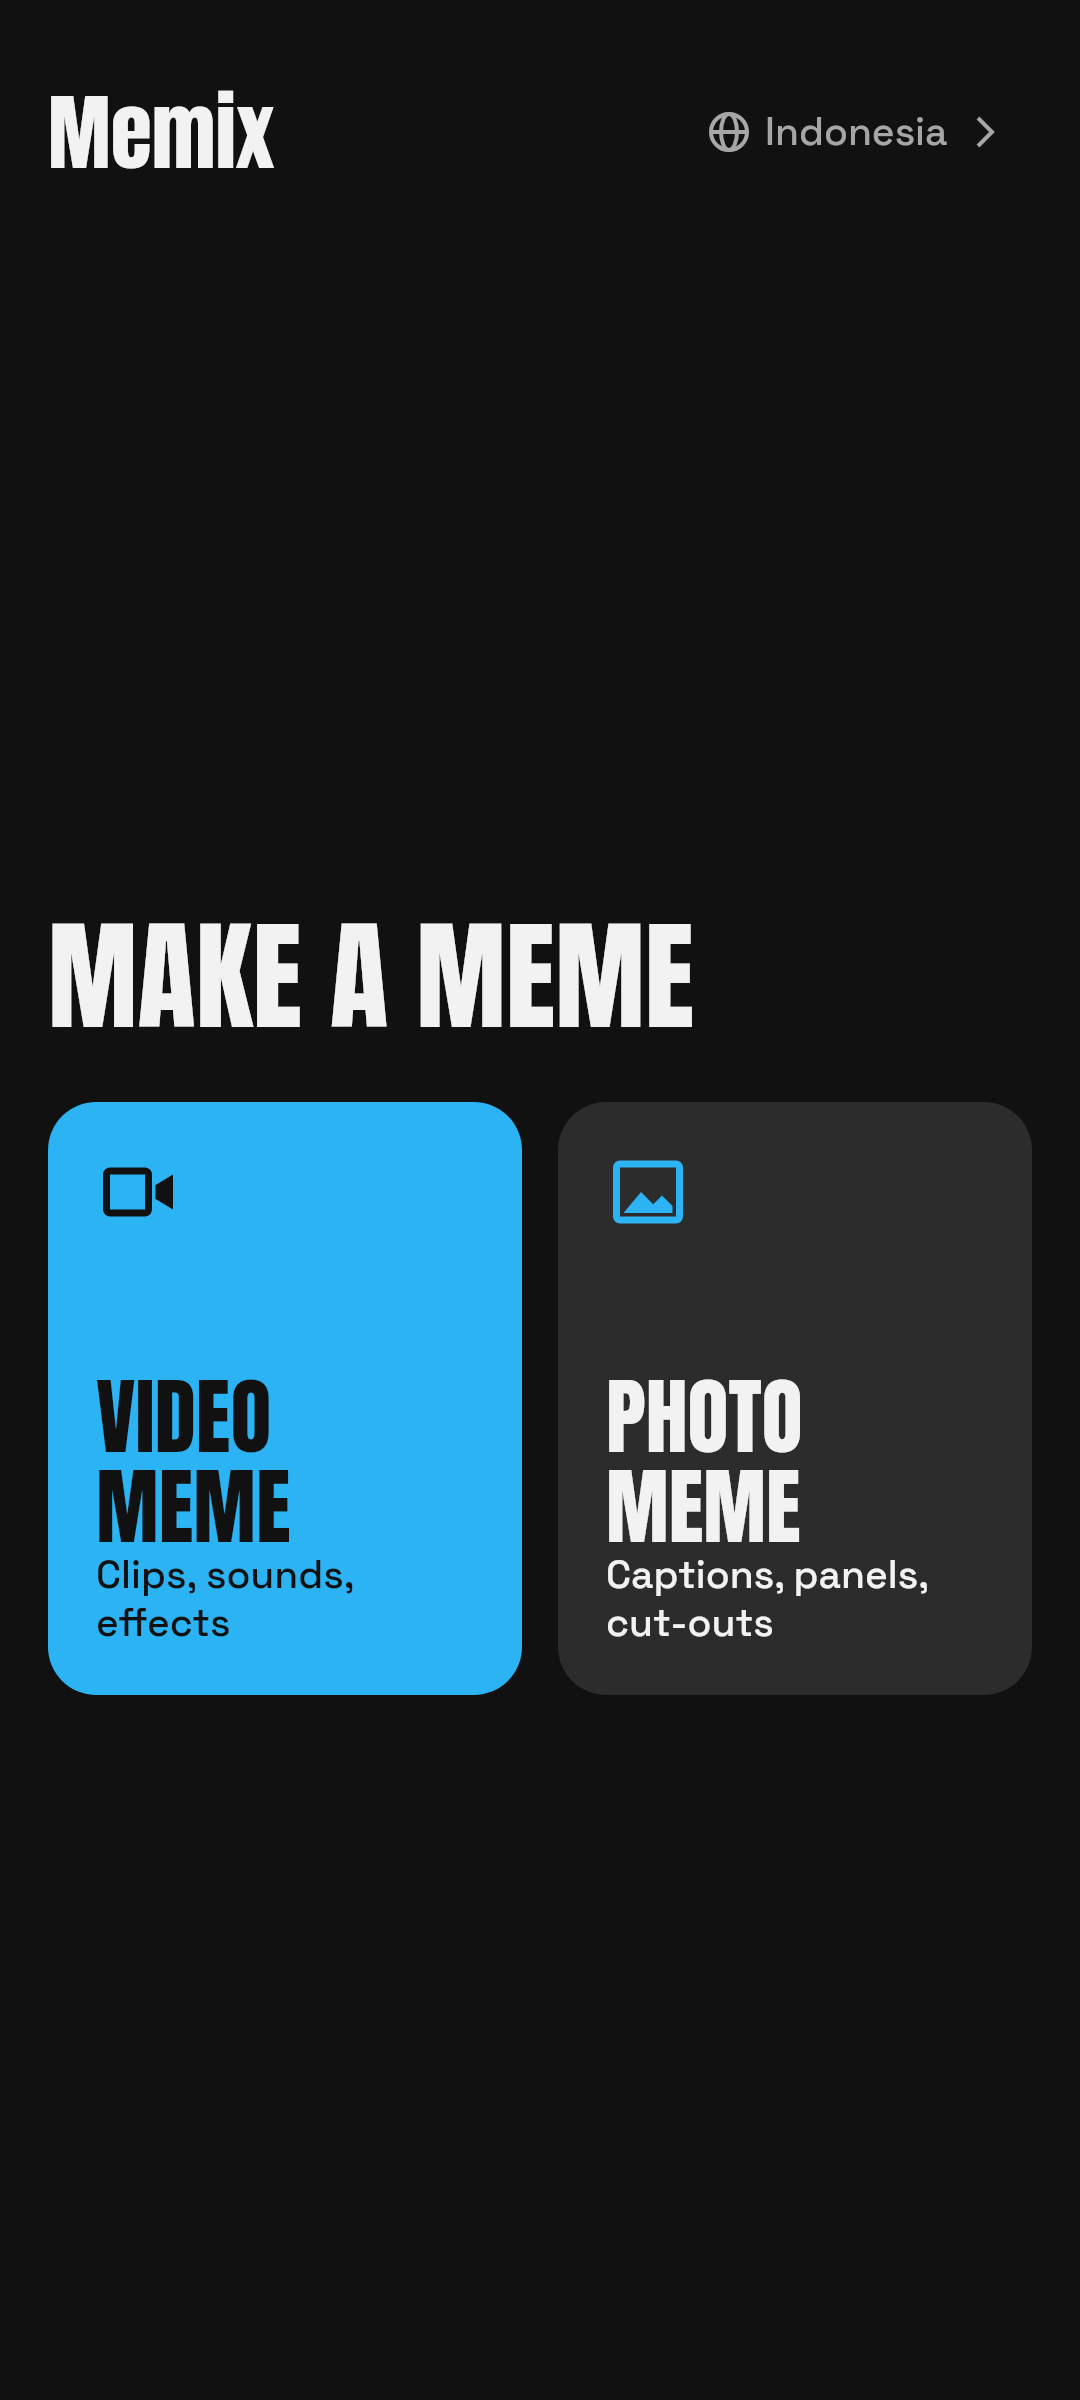 Memix
Indonesia
MAKE A MEME
VIDEO
MEME
Clips, sounds,
effects
PHOTO
MEME
Captions, panels,
cut-outs